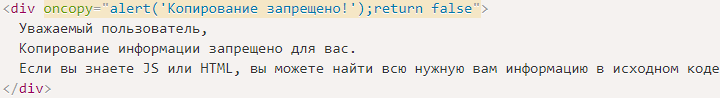 <div oncopy="alert('Копирование запрещено!');return false">
Уважаемый пользователь,
Копирование информации запрещено для вас.
Если вы знаете JS или HTML, вы можете найти всю нужную вам информацию в исходном коде
</div>